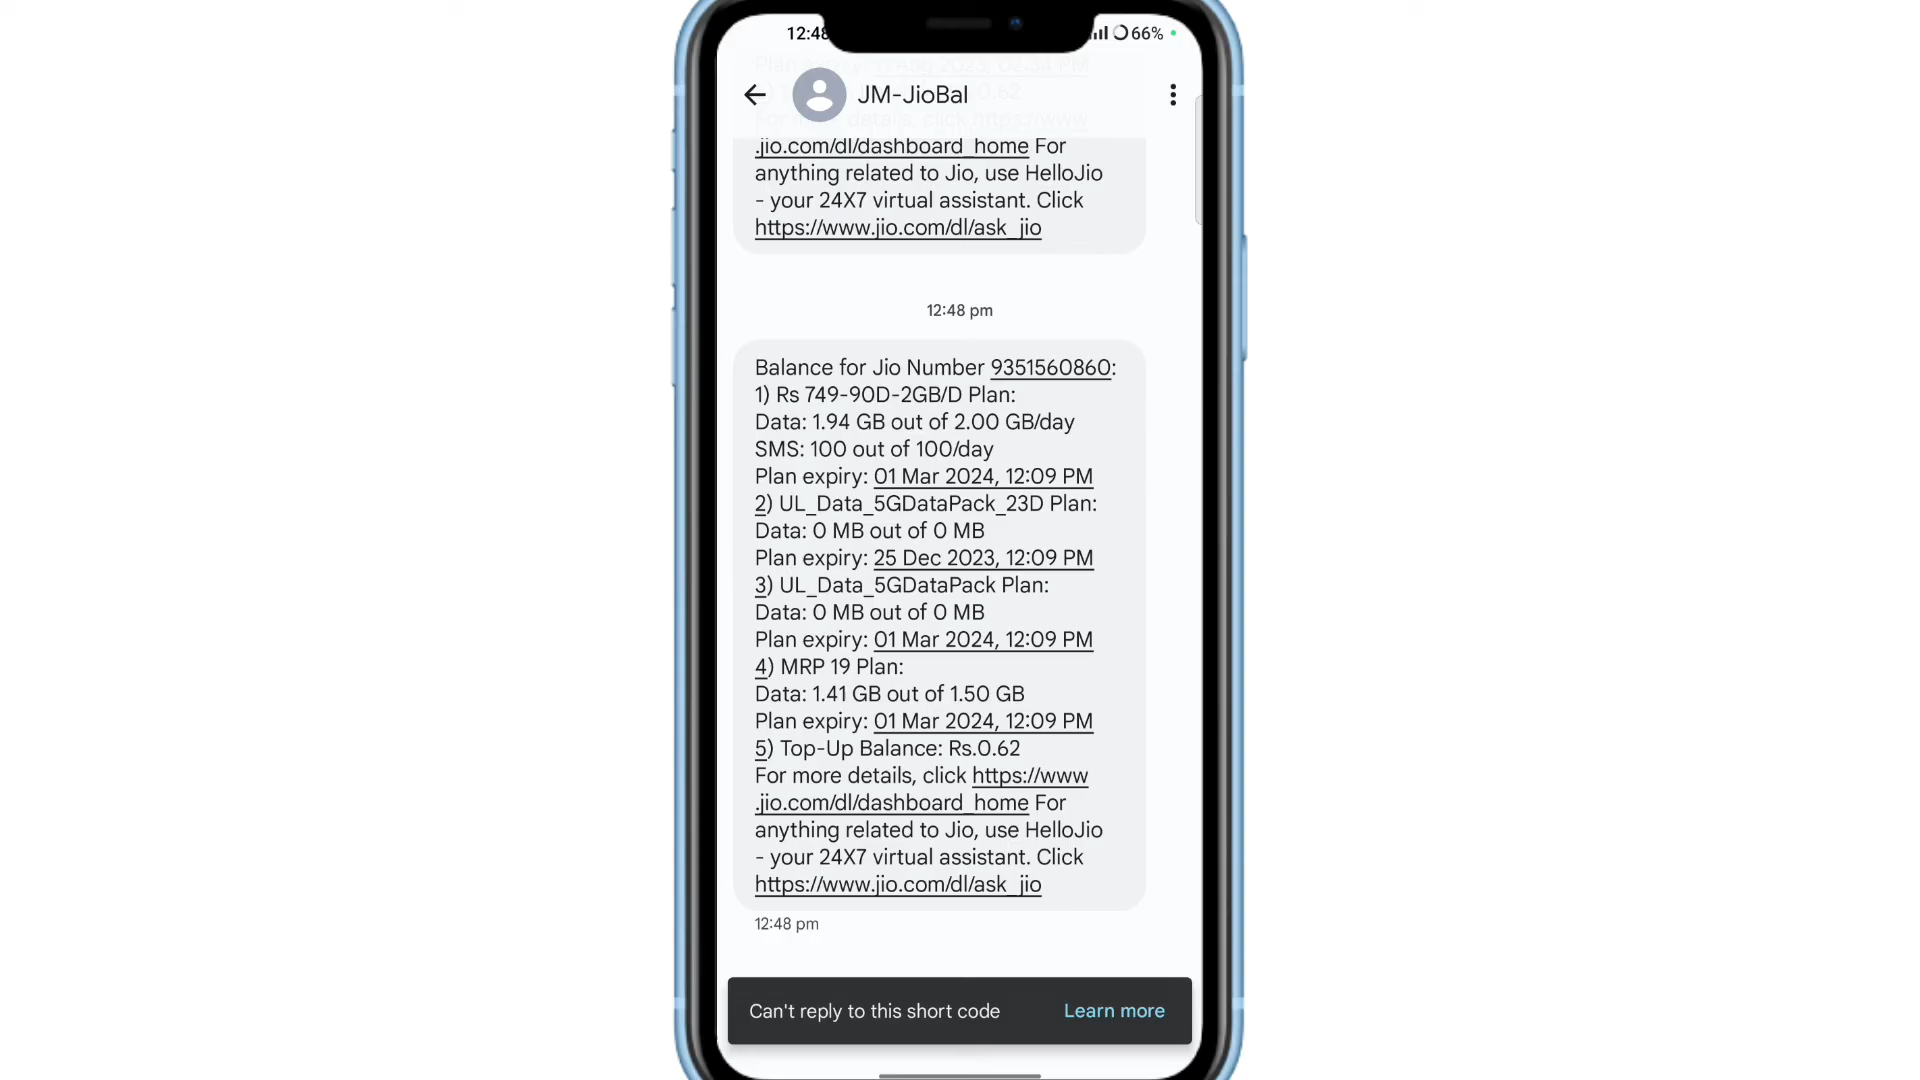 12:48
66%
JM-JioBal
.jio.com/dl/dashboard_home For
anything related to Jio, use HelloJio
- your 24X7 virtual assistant. Click
https://www.jio.com/dl/ask_jio
12:48 pm
Balance for Jio Number 9351560860:
1) Rs 749-90D-2GB/D Plan:
Data: 1.94 GB out of 2.00 GB/day
SMS: 100 out of 100/day
Plan expiry: 01 Mar 2024, 12:09 PM
2) UL_Data_5GDataPack_23D Plan:
Data: 0 MB out of 0 MB
Plan expiry: 25 Dec 2023, 12:09 PM
3) UL_Data_5GDataPack Plan:
Data: 0 MB out of 0 MB
Plan expiry: 01 Mar 2024, 12:09 PM
4) MRP 19 Plan:
Data: 1.41 GB out of 1.50 GB
Plan expiry: 01 Mar 2024, 12:09 PM
5) Top-Up Balance: Rs.0.62
For more details, click https://www
.jio.com/dl/dashboard_home For
anything related to Jio, use HelloJio
- your 24X7 virtual assistant. Click
https://www.jio.com/dl/ask_jio
12:48 pm
Can't reply to this short code Learn more